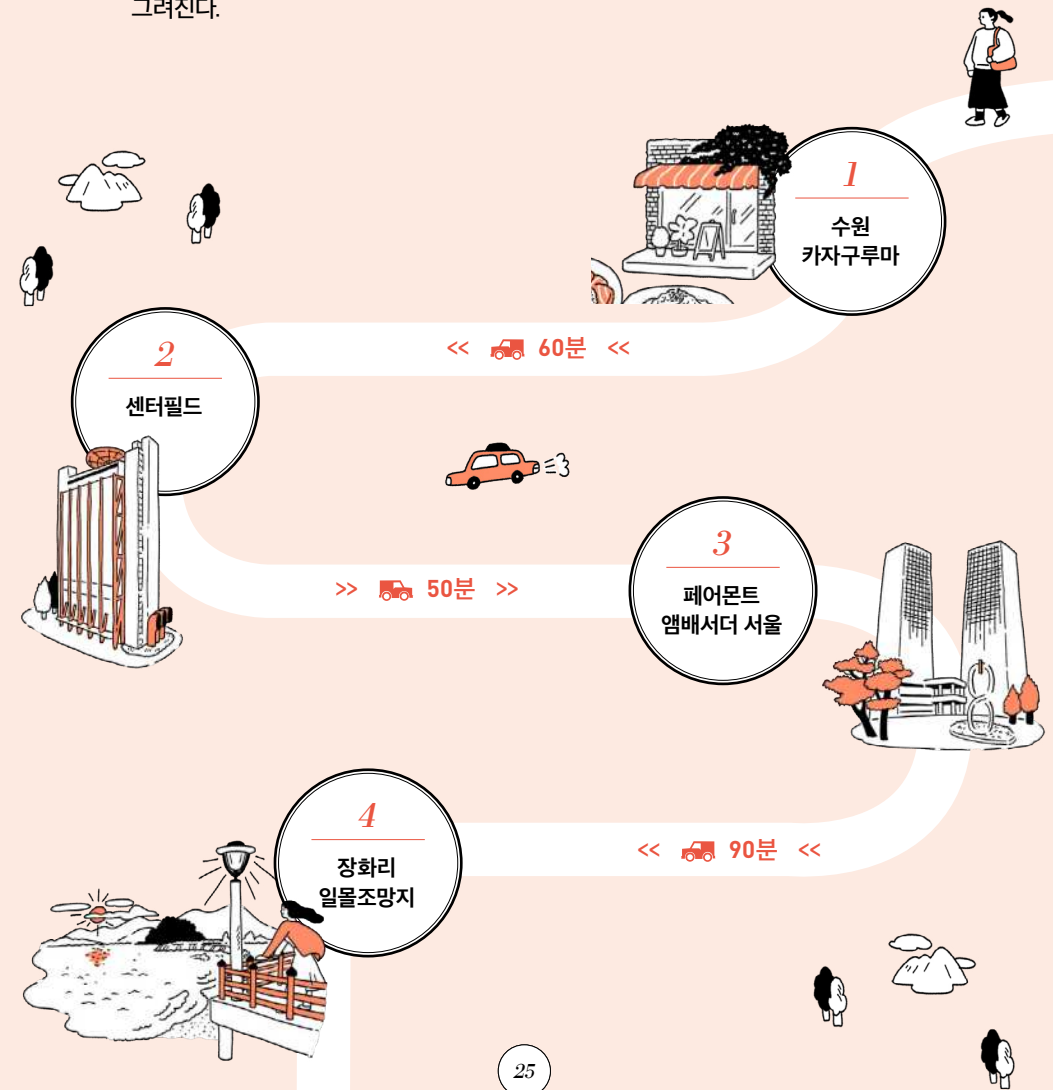 그려진다.
1
수원
카자구루마
<< 60분 <<
2
센터필드
>> 50분 >>
3
페어몬트
앰배서더 서울
<< 90분 <<
4
장화리
일몰조망지
25